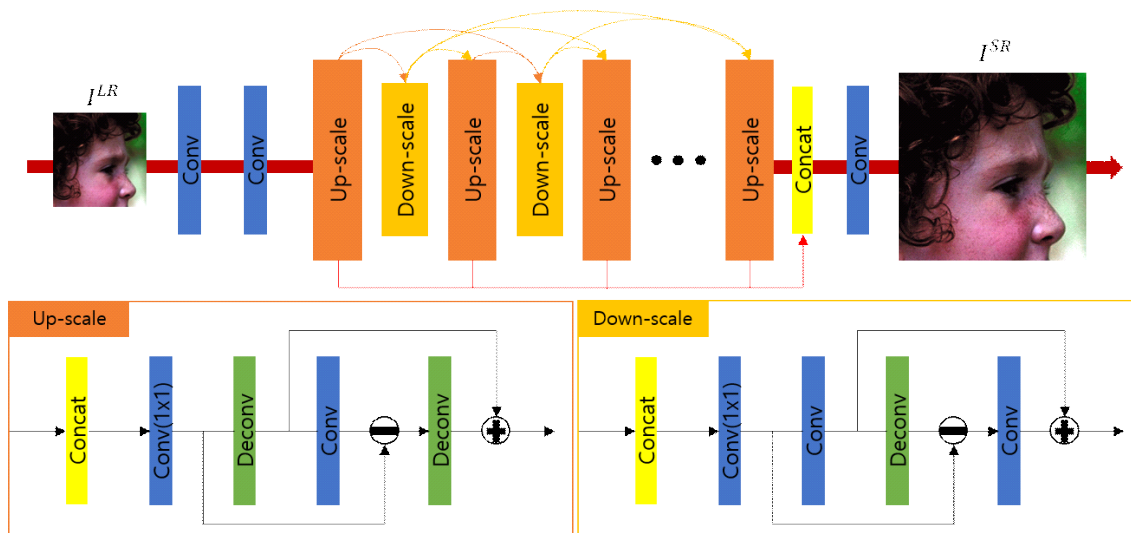 I^{LR}
Conv
Conv
Up-scale
Down-scale
Up-scale
Down-scale
Up-scale
Up-scale
Concat
Conv
I^{SR}
Up-scale
Concat
Conv(1x1)
Deconv
Conv
Deconv
Down-scale
Concat
Conv(1x1)
Conv
Deconv
Conv